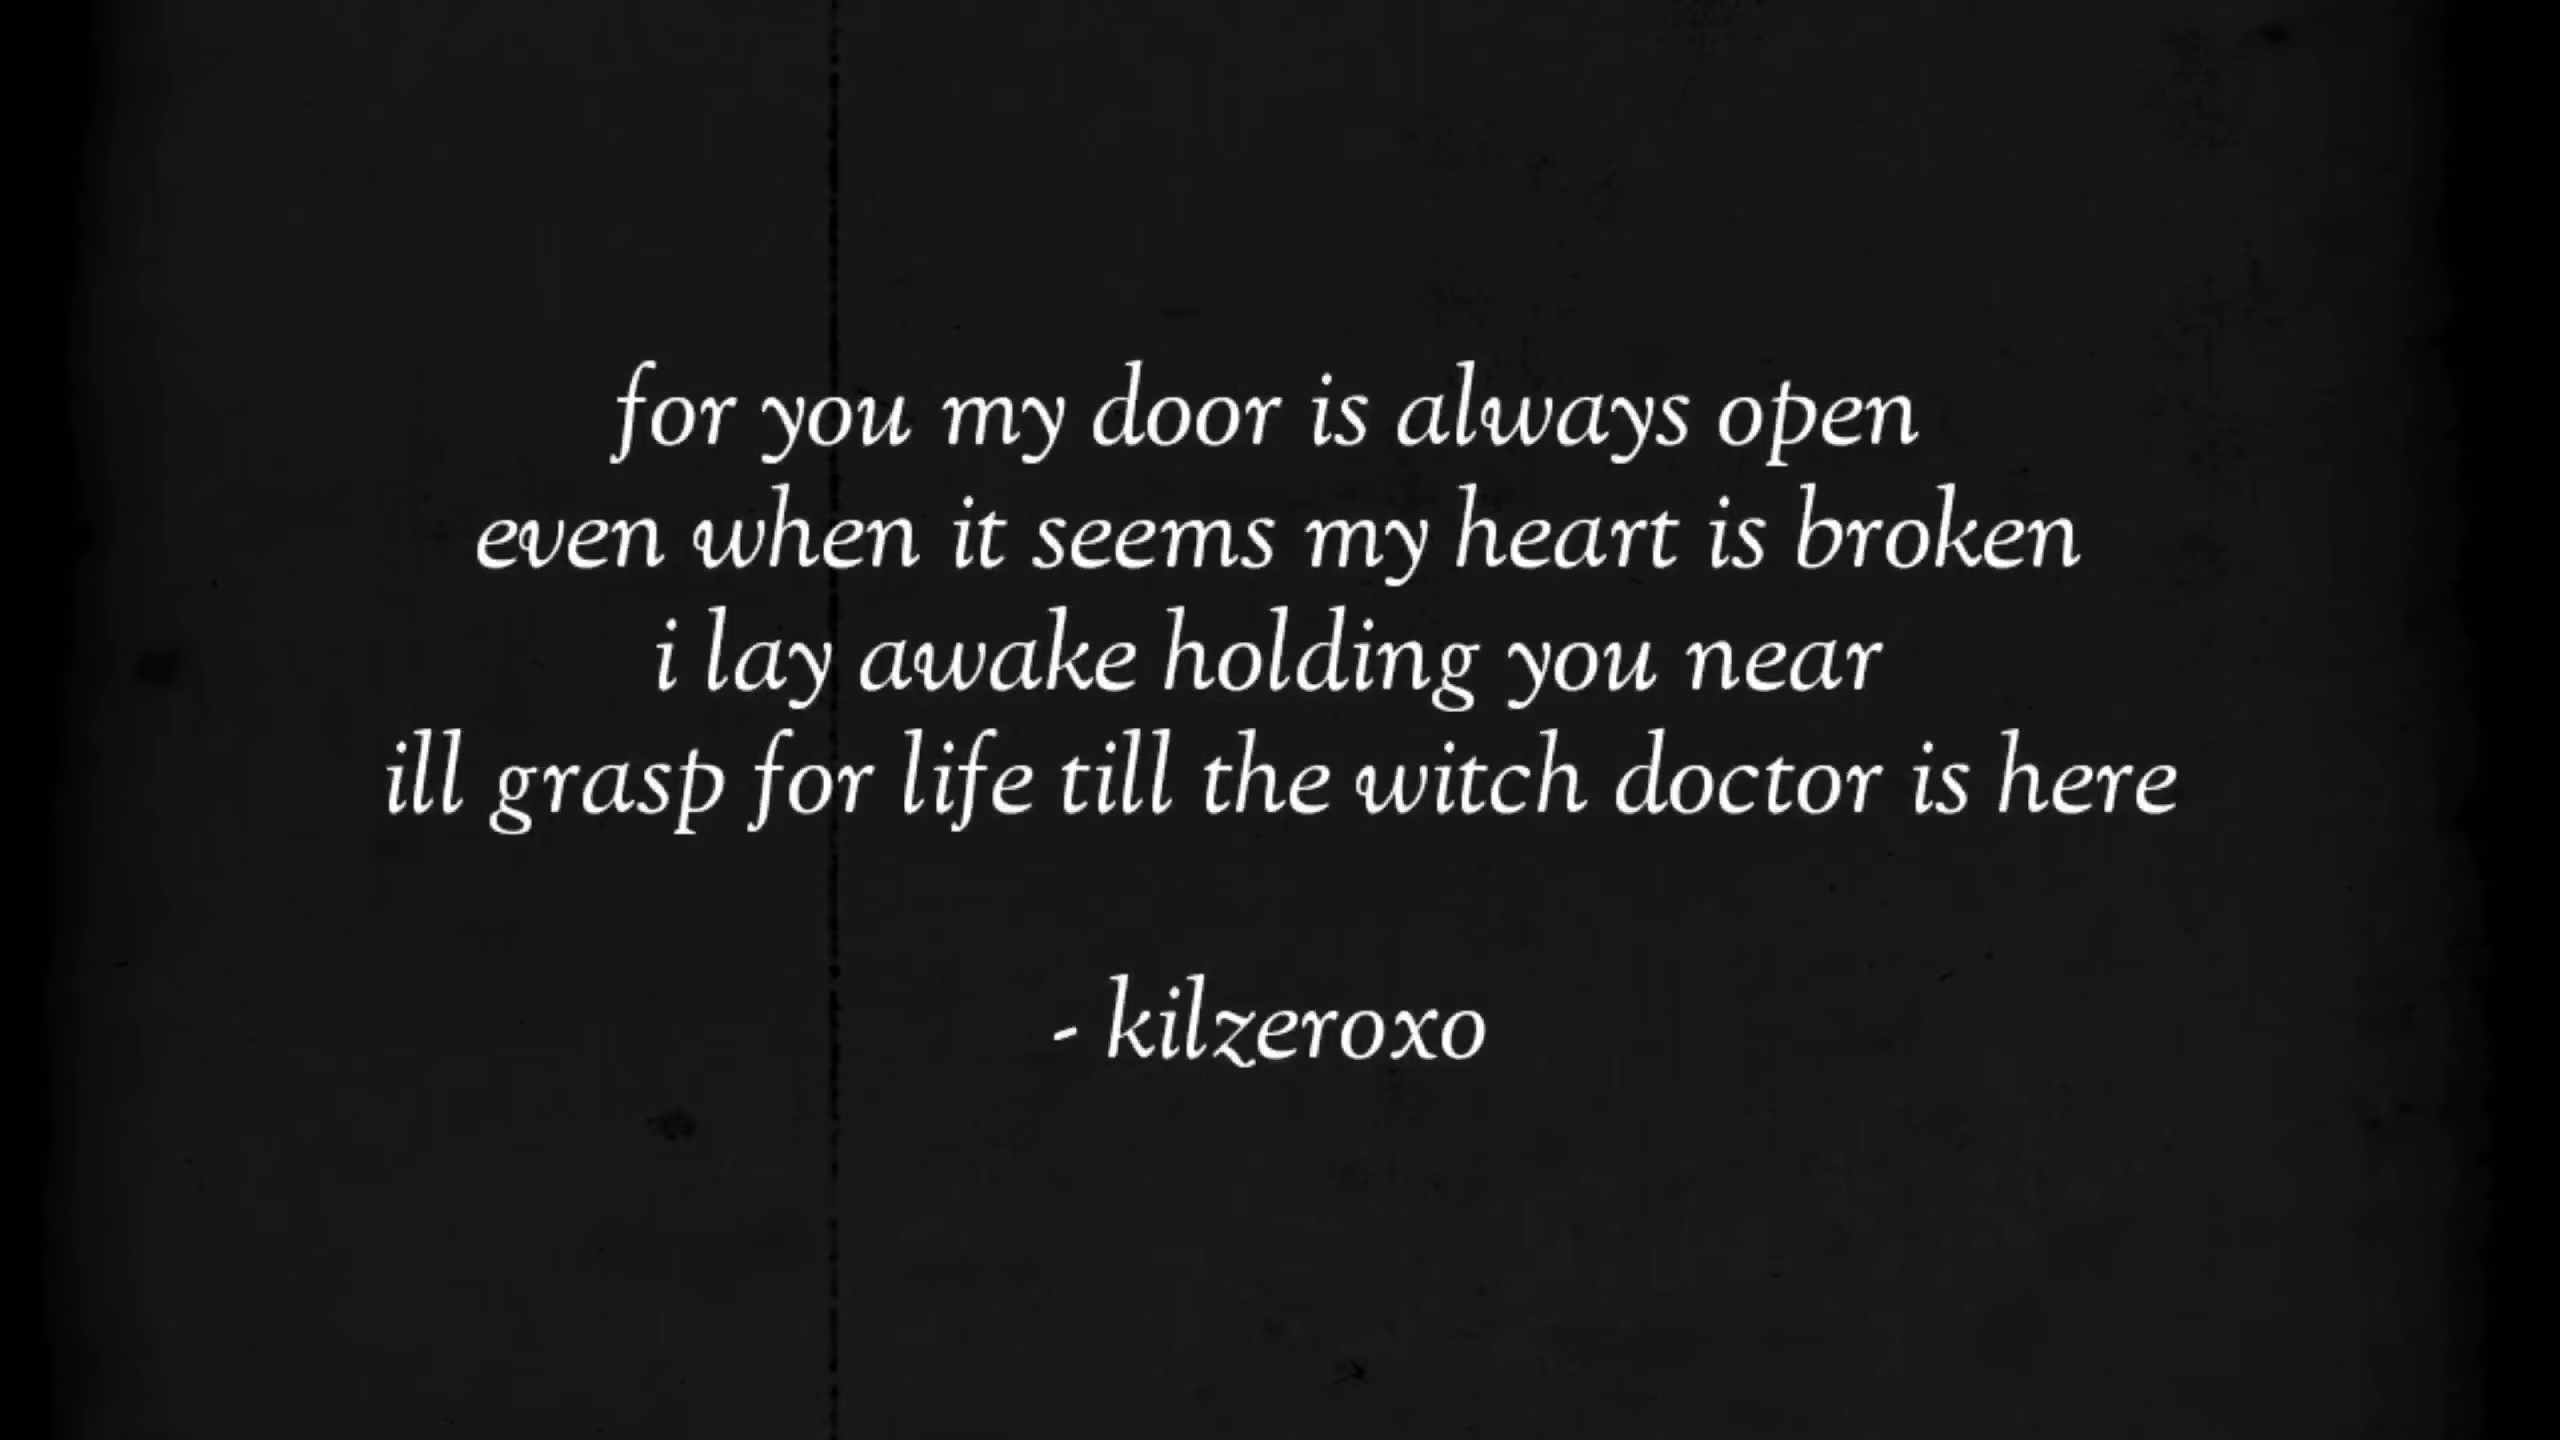 for you my door is always open
even when it seems my heart is broken
i lay awake holding you near
ill grasp for life till the witch doctor is here
- kilzeroxo